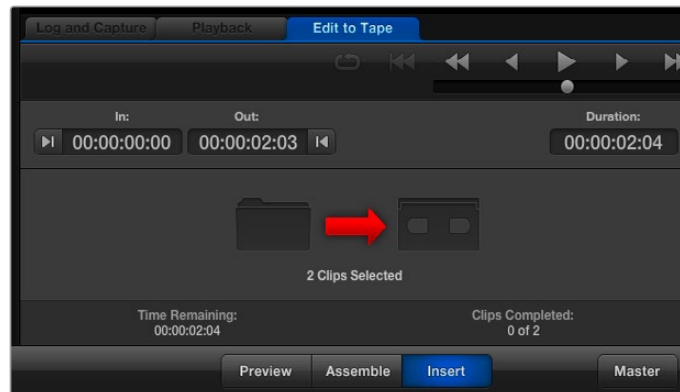 Log and Capture Playback Edit to Tape
In: Out: Duration:
00:00:00:00 00:00:02:03 00:00:02:04
2 Clips Selected
Time Remaining: Clips Completed:
00:00:02:04 0 of 2
Preview Assemble Insert Master